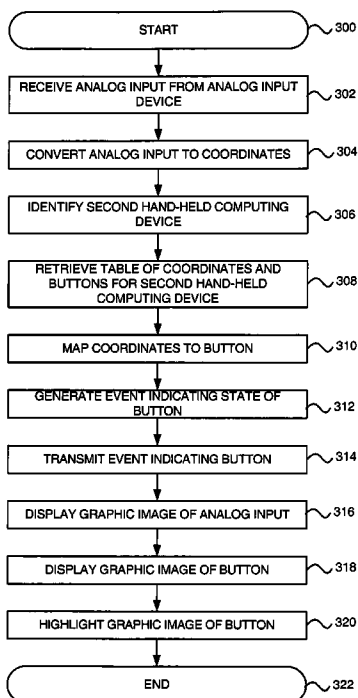 START
300
RECEIVE ANALOG INPUT FROM ANALOG INPUT
DEVICE
302
CONVERT ANALOG INPUT TO COORDINATES
304
IDENTIFY SECOND HAND-HELD COMPUTING
DEVICE
306
RETRIEVE TABLE OF COORDINATES AND
BUTTONS FOR SECOND HAND-HELD
COMPUTING DEVICE
308
MAP COORDINATES TO BUTTON
310
GENERATE EVENT INDICATING STATE OF
BUTTON
312
TRANSMIT EVENT INDICATING BUTTON
314
DISPLAY GRAPHIC IMAGE OF ANALOG INPUT
316
DISPLAY GRAPHIC IMAGE OF BUTTON
318
HIGHLIGHT GRAPHIC IMAGE OF BUTTON
320
END
322